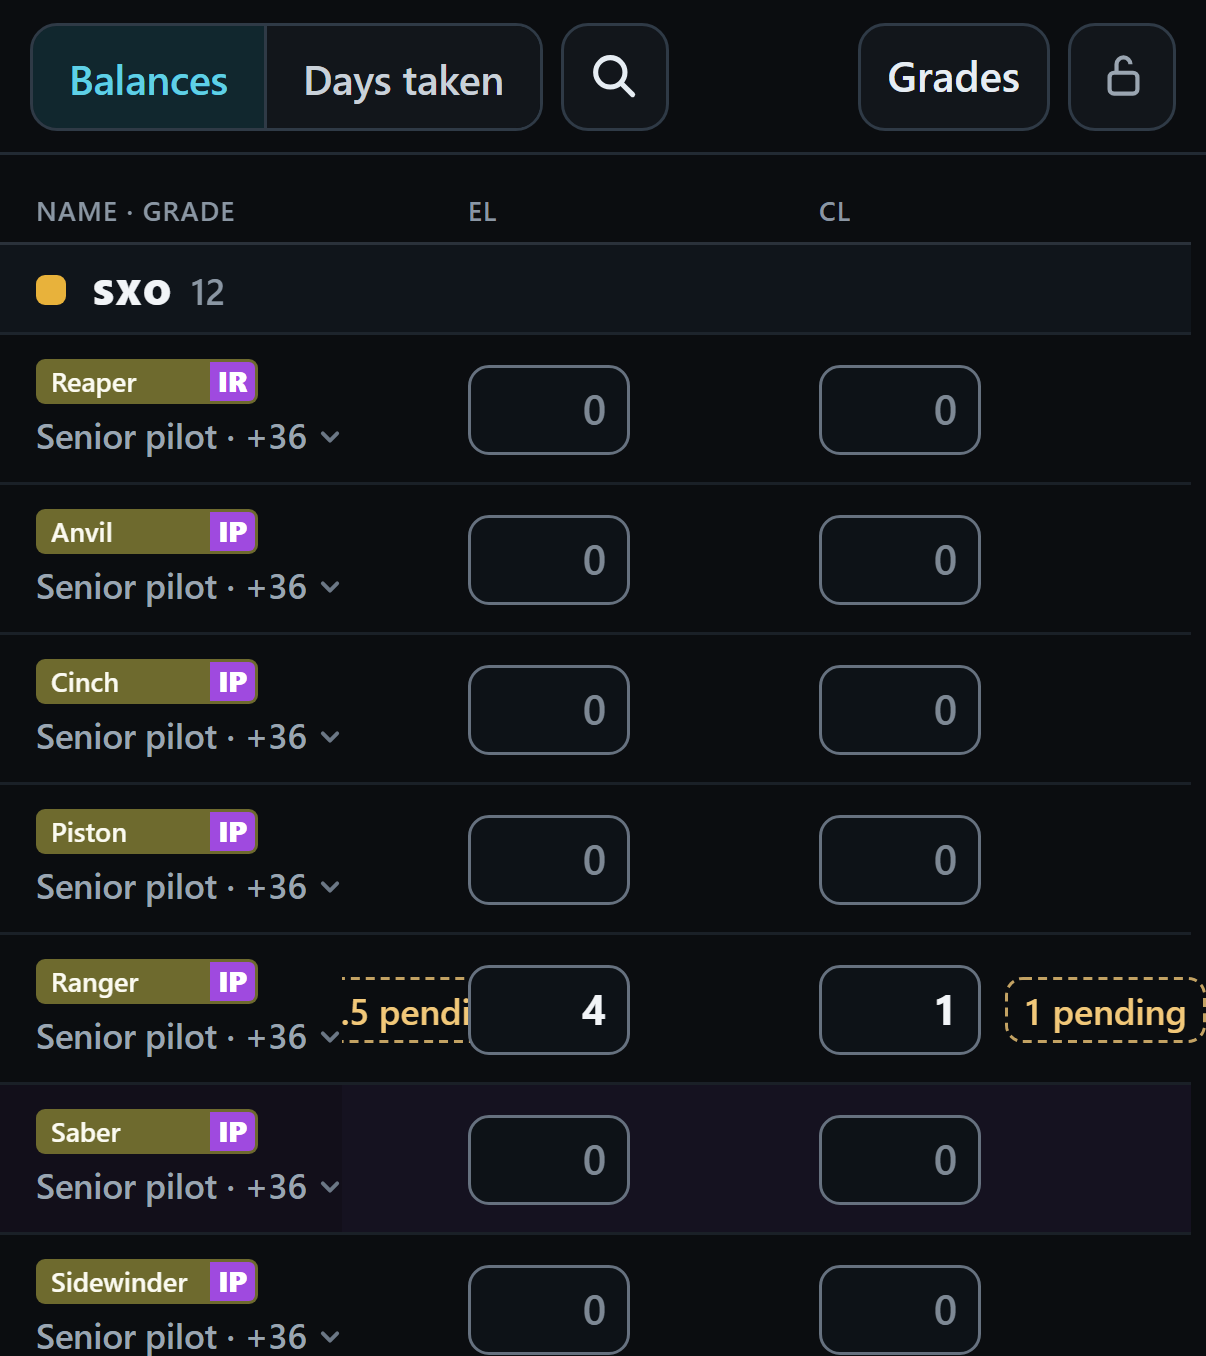 Balances Days taken Grades
NAME · GRADE EL CL
SXO 12
Reaper IR 0 0
Senior pilot · +36
Anvil IP 0 0
Senior pilot · +36
Cinch IP 0 0
Senior pilot · +36
Piston IP 0 0
Senior pilot · +36
Ranger IP .5 4 1 1 pending
Senior pilot · +36
Saber IP 0 0
Senior pilot · +36
Sidewinder IP 0 0
Senior pilot · +36